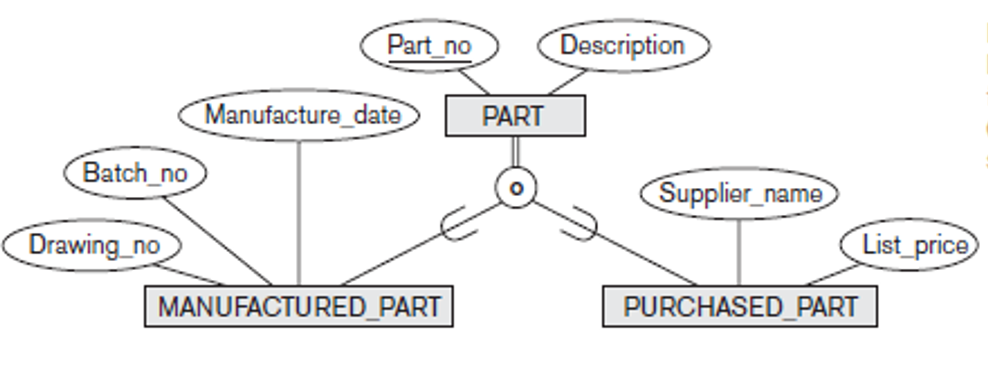 Part_no
Description
PART
Manufacture_date
Batch_no
Drawing_no
o
Supplier_name
List_price
MANUFACTURED_PART
PURCHASED_PART